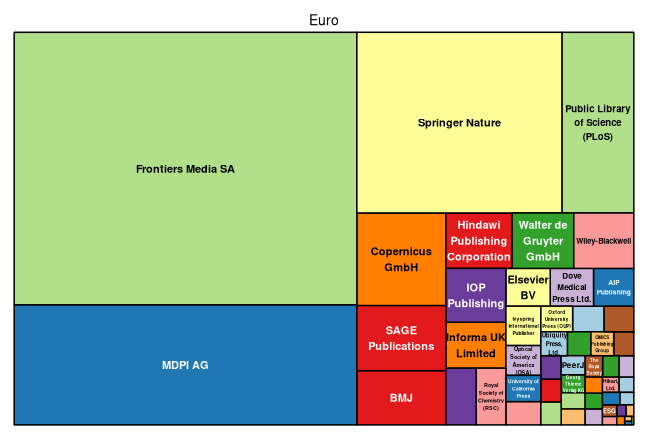 Euro
Frontiers Media SA
Springer Nature
Public Library
of Science
(PLoS)
MDPI AG
Copernicus
GmbH
Hindawi
Publishing
Corporation
Walter de
Gruyter
GmbH
Wiley-Blackwell
SAGE
Publications
BMJ
IOP
Publishing
Elsevier
BV
Dove
Medical
Press Ltd.
AIP
Publishing
Informa UK
Limited
Ivyspring
International
Publisher
Oxford
University
Press (OUP)
Ubiquity
Press,
Ltd.
OMICS
Publishing
Group
Optical
Society of
America
(OSA)
PeerJ
The
Royal
Society
Royal
Society of
Chemistry
(RSC)
University of
California
Press
Georg
Thieme
Verlag KG
Hikari,
Ltd.
ESG